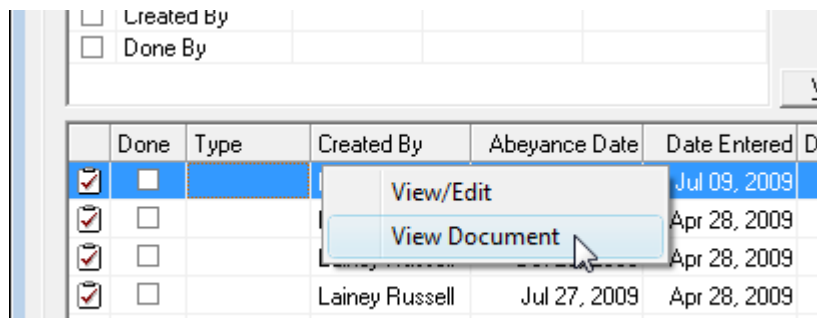 Created By
Done By
Done Type Created By Abeyance Date Date Entered D
Jul 09, 2009
View/Edit
Apr 28, 2009
View Document
Apr 28, 2009
Lainey Russell Jul 27, 2009 Apr 28, 2009